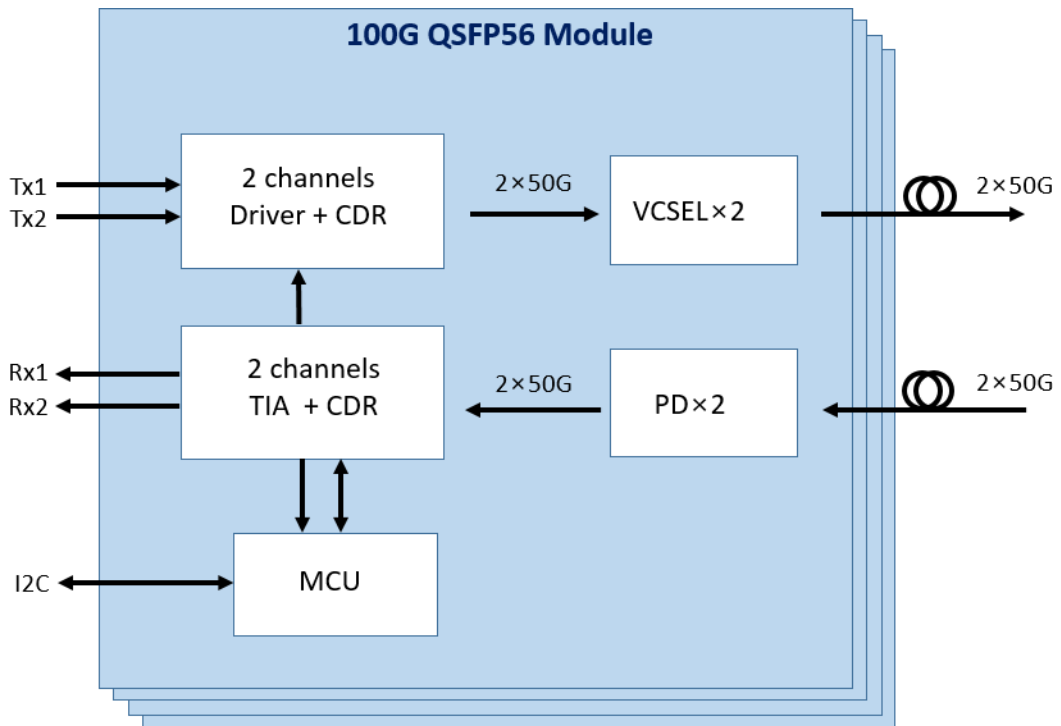 100G QSFP56 Module
Tx1
Tx2
2 channels
Driver + CDR
2×50G
VCSEL×2
2×50G
Rx1
Rx2
2 channels
TIA + CDR
2×50G
PD×2
2×50G
I2C
MCU